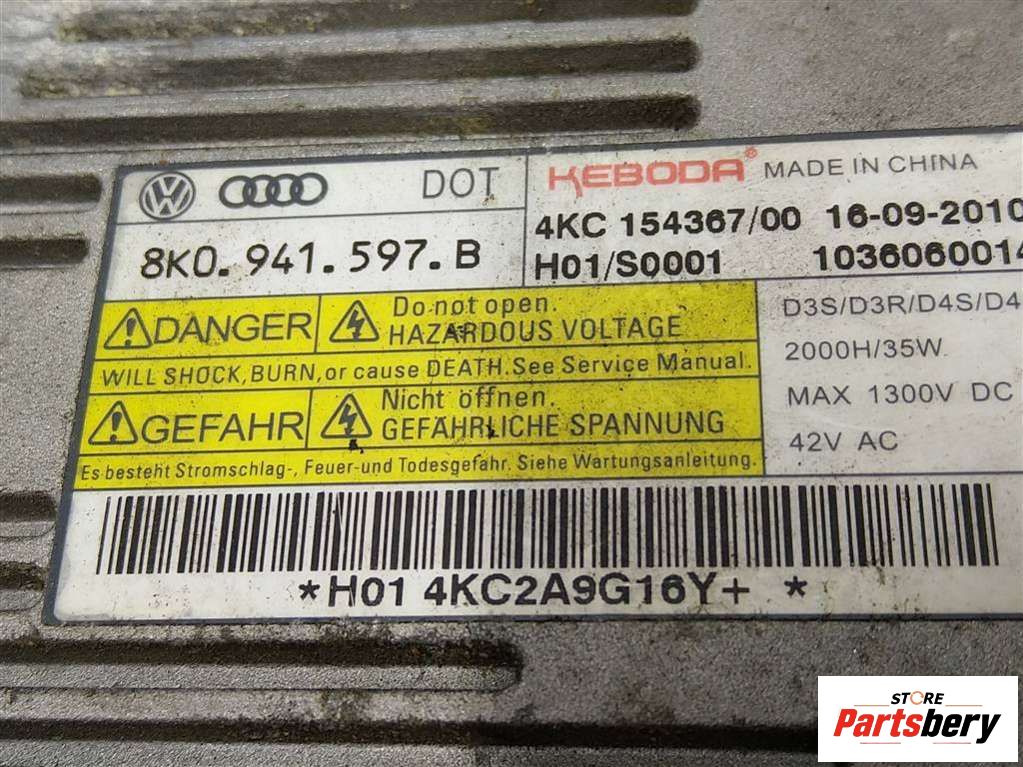 DOT
KEBODA® MADE IN CHINA
8K0.941.597.B
4KC 154367/00 16-09-2010
H01/S0001 1036060014
DANGER
Do not open.
HAZARDOUS VOLTAGE
WILL SHOCK, BURN, or cause DEATH. See Service Manual.
GEFAHR
Nicht öffnen.
GEFÄHRLICHE SPANNUNG
Es besteht Stromschlag-, Feuer-und Todesgefahr. Siehe Wartungsanleitung.
D3S/D3R/D4S/D4
2000H/35W.
MAX 1300V DC
42V AC
*H01 4KC2A9G16Y+ *
STORE
Partsbery